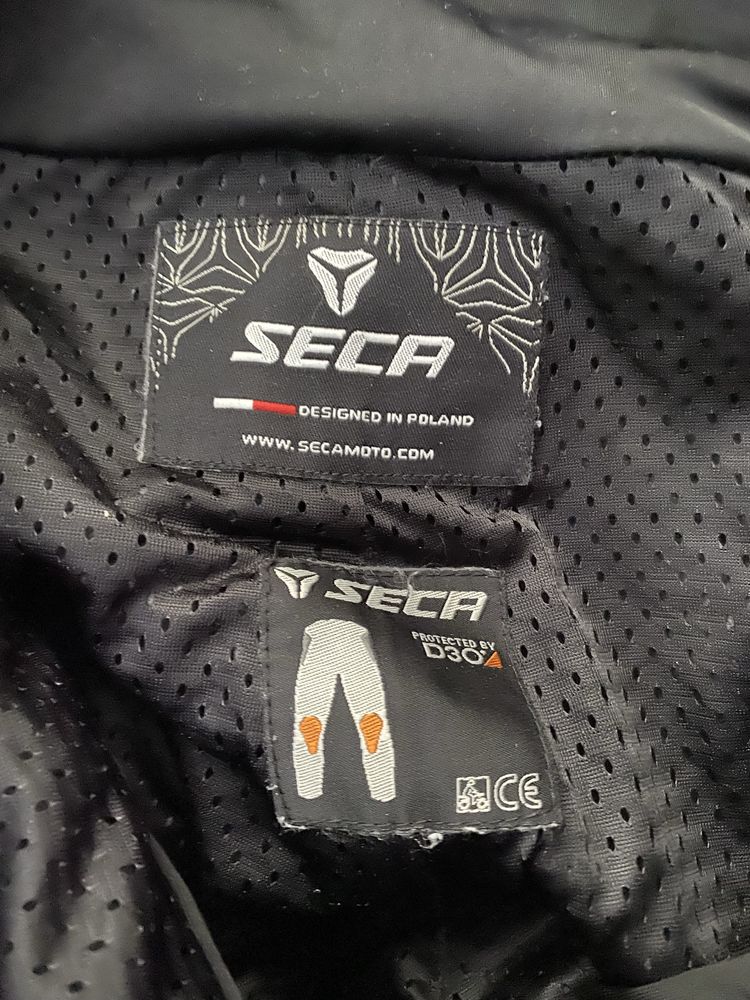 SECA
DESIGNED IN POLAND
WWW.SECAMOTO.COM
SECA
PROTECTED BY
D3O
CE